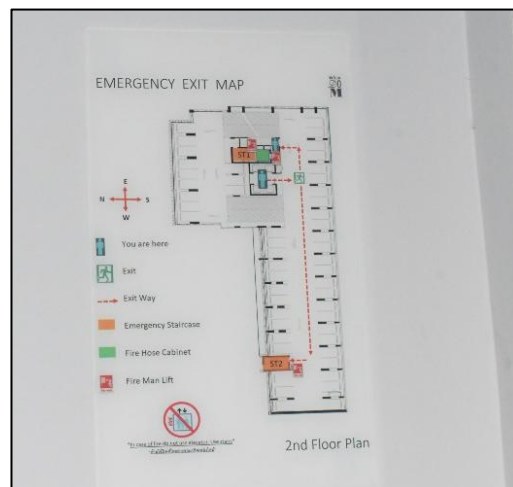 EMERGENCY EXIT MAP
M
ST1
E
N
S
W
You are here
Exit
Exit Way
Emergency Staircase
Fire Hose Cabinet
Fire Man Lift
ST2
2nd Floor Plan